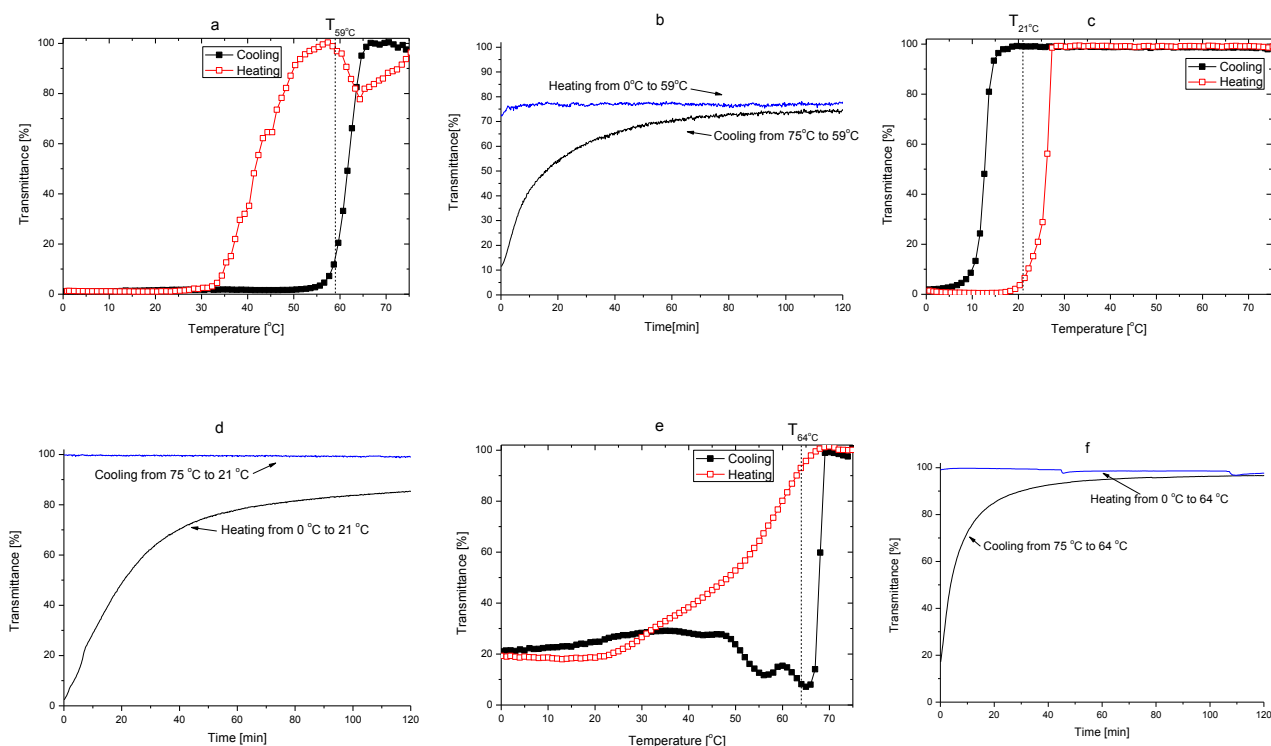 a
T59°C
Cooling
Heating
100
80
60
40
20
0
Transmittance [%]
0 10 20 30 40 50 60 70
Temperature [°C]
b
100
90
80
70
60
50
40
30
20
10
0
Transmittance[%]
Heating from 0°C to 59°C
Cooling from 75°C to 59°C
0 20 40 60 80 100 120
Time[min]
T21°C
c
100
80
60
40
20
0
Transmittance [%]
Cooling
Heating
0 10 20 30 40 50 60 70
Temperature [°C]
d
100
80
60
40
20
0
Transmittance [%]
Cooling from 75 °C to 21 °C
Heating from 0 °C to 21 °C
0 20 40 60 80 100 120
Time [min]
e
T64°C
Cooling
Heating
100
80
60
40
20
0
Transmittance [%]
0 10 20 30 40 50 60 70
Temperature [°C]
f
100
80
60
40
20
0
Transmittance [%]
Heating from 0 °C to 64 °C
Cooling from 75 °C to 64 °C
0 20 40 60 80 100 120
Time [min]